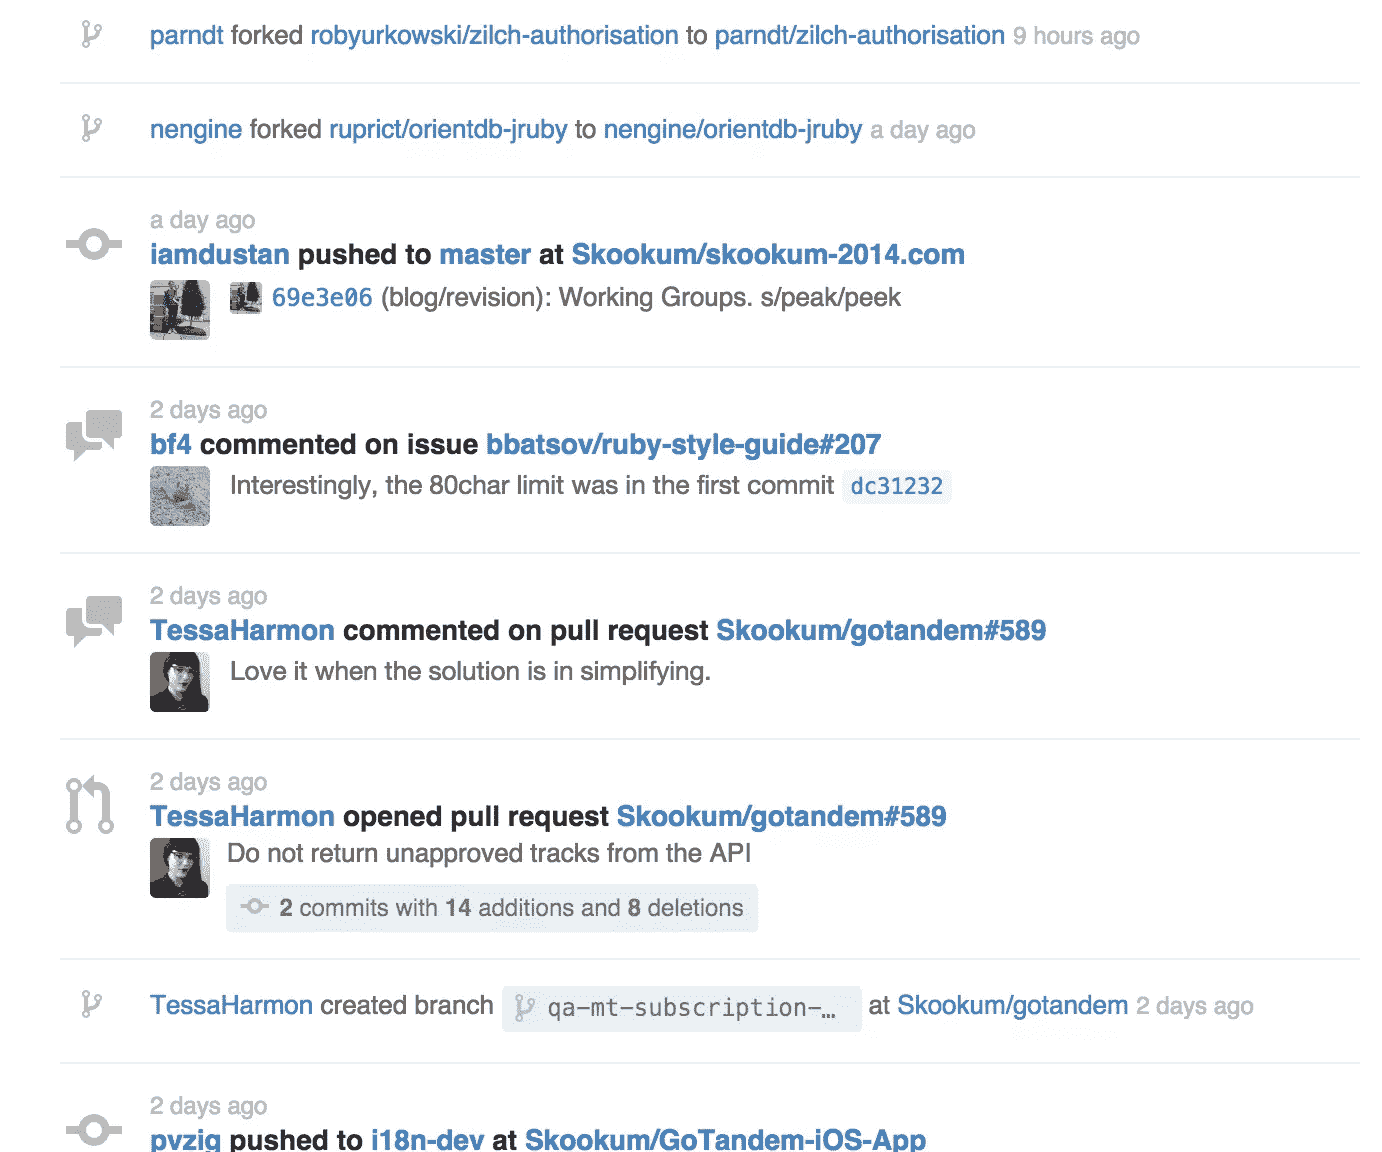 parndt forked robyurkowski/zilch-authorisation to parndt/zilch-authorisation 9 hours ago
nengine forked ruprict/orientdb-jruby to nengine/orientdb-jruby a day ago
a day ago
iamdustan pushed to master at Skookum/skookum-2014.com
69e3e06 (blog/revision): Working Groups. s/peak/peek
2 days ago
bf4 commented on issue bbatsov/ruby-style-guide#207
Interestingly, the 80char limit was in the first commit dc31232
2 days ago
TessaHarmon commented on pull request Skookum/gotandem#589
Love it when the solution is in simplifying.
2 days ago
TessaHarmon opened pull request Skookum/gotandem#589
Do not return unapproved tracks from the API
2 commits with 14 additions and 8 deletions
TessaHarmon created branch qa-mt-subscription-… at Skookum/gotandem 2 days ago
2 days ago
pvzig pushed to i18n-dev at Skookum/GoTandem-iOS-App